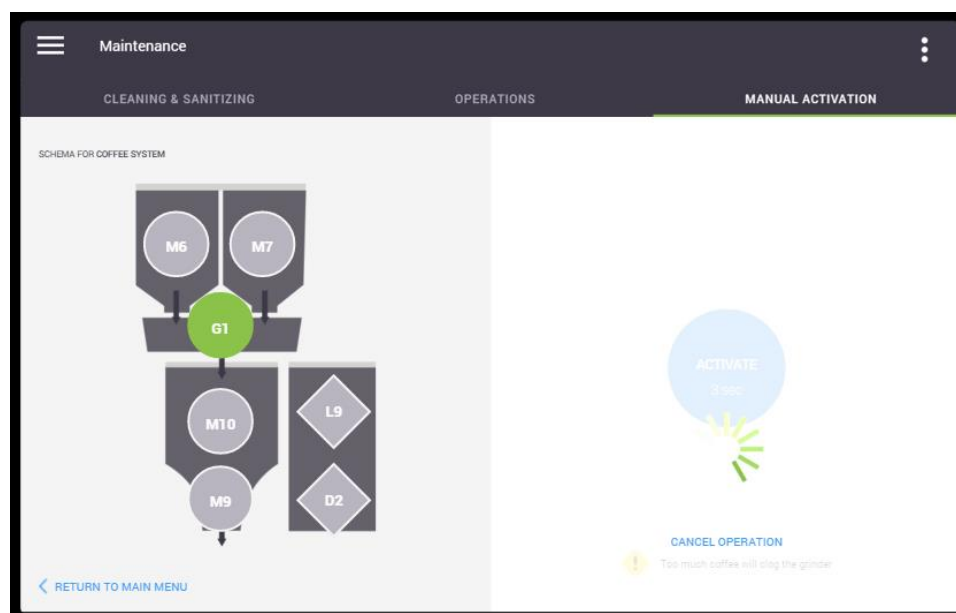 Maintenance
CLEANING & SANITIZING
OPERATIONS
MANUAL ACTIVATION
SCHEMA FOR COFFEE SYSTEM
M6
M7
G1
M10
L9
M9
D2
RETURN TO MAIN MENU
ACTIVATE
3 sec
CANCEL OPERATION
! Too much coffee will clog the grinder